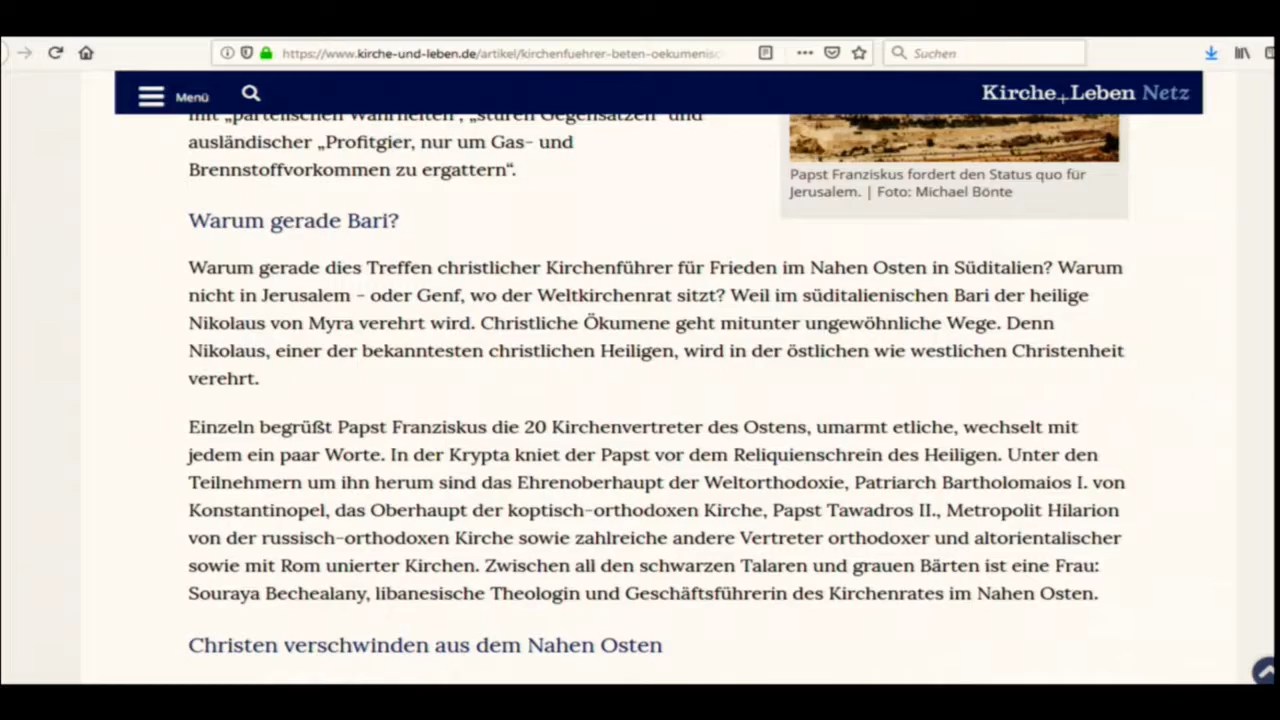 https://www.kirche-und-leben.de/artikel/kirchenfuehrer-beten-oekumenisc
Suchen
Menü
Kirche+Leben Netz
mit „parteiischen Wahrheiten“, „sturen Gegensätzen“ und
ausländischer „Profitgier, nur um Gas- und
Brennstoffvorkommen zu ergattern“.
Papst Franziskus fordert den Status quo für
Jerusalem. | Foto: Michael Bönte
Warum gerade Bari?
Warum gerade dies Treffen christlicher Kirchenführer für Frieden im Nahen Osten in Süditalien? Warum
nicht in Jerusalem - oder Genf, wo der Weltkirchenrat sitzt? Weil im süditalienischen Bari der heilige
Nikolaus von Myra verehrt wird. Christliche Ökumene geht mitunter ungewöhnliche Wege. Denn
Nikolaus, einer der bekanntesten christlichen Heiligen, wird in der östlichen wie westlichen Christenheit
verehrt.
Einzeln begrüßt Papst Franziskus die 20 Kirchenvertreter des Ostens, umarmt etliche, wechselt mit
jedem ein paar Worte. In der Krypta kniet der Papst vor dem Reliquienschrein des Heiligen. Unter den
Teilnehmern um ihn herum sind das Ehrenoberhaupt der Weltorthodoxie, Patriarch Bartholomaios I. von
Konstantinopel, das Oberhaupt der koptisch-orthodoxen Kirche, Papst Tawadros II., Metropolit Hilarion
von der russisch-orthodoxen Kirche sowie zahlreiche andere Vertreter orthodoxer und altorientalischer
sowie mit Rom unierter Kirchen. Zwischen all den schwarzen Talaren und grauen Bärten ist eine Frau:
Souraya Bechealany, libanesische Theologin und Geschäftsführerin des Kirchenrates im Nahen Osten.
Christen verschwinden aus dem Nahen Osten